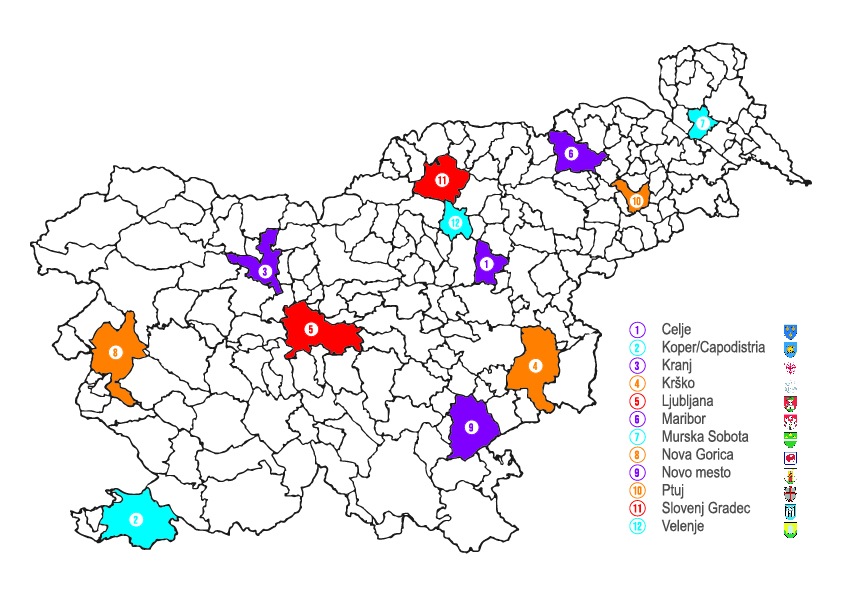 7
6
11
10
12
3
1
5
8
4
9
2
1 Celje
2 Koper/Capodistria
3 Kranj
4 Krško
5 Ljubljana
6 Maribor
7 Murska Sobota
8 Nova Gorica
9 Novo mesto
10 Ptuj
11 Slovenj Gradec
12 Velenje